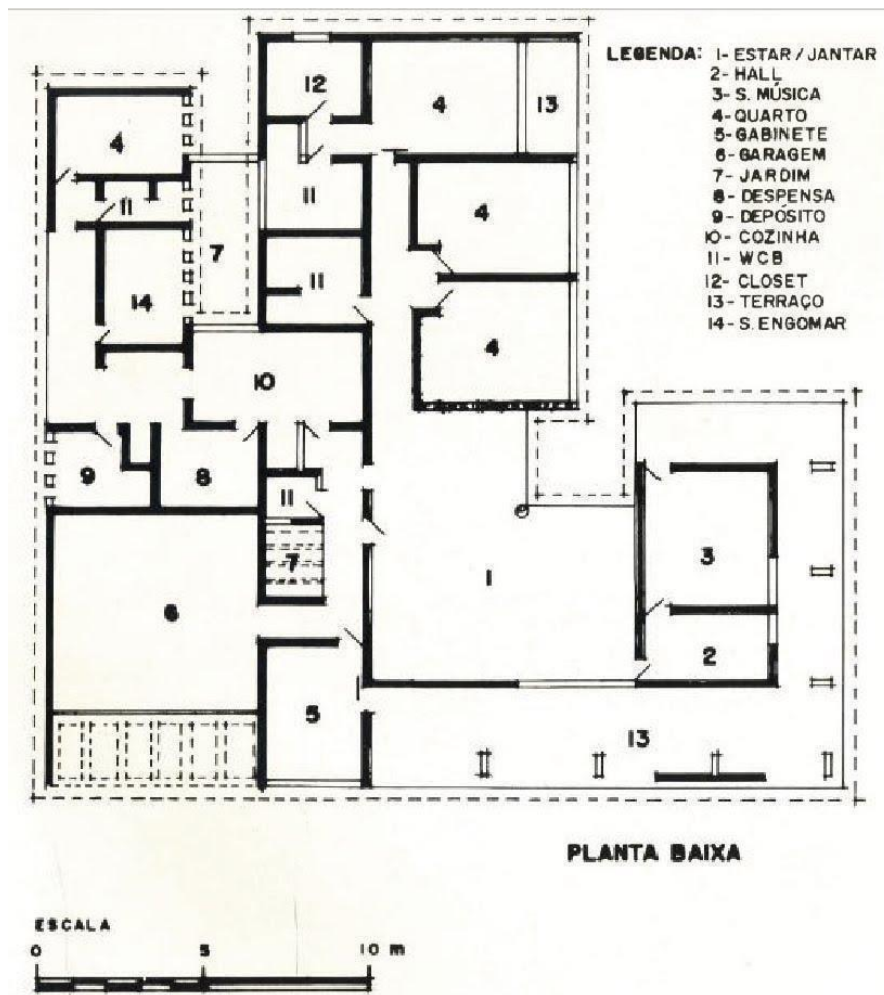 LEGENDA: 1- ESTAR / JANTAR
2- HALL
3- S. MÚSICA
4- QUARTO
5- GABINETE
6- GARAGEM
7- JARDIM
8- DESPENSA
9- DEPÓSITO
10- COZINHA
11- WCB
12- CLOSET
13- TERRAÇO
14- S. ENGOMAR
12
4
13
4
11
11
4
7
11
14
4
10
9
8
11
7
3
1
6
2
5
13
PLANTA BAIXA
ESCALA
0 5 10 m